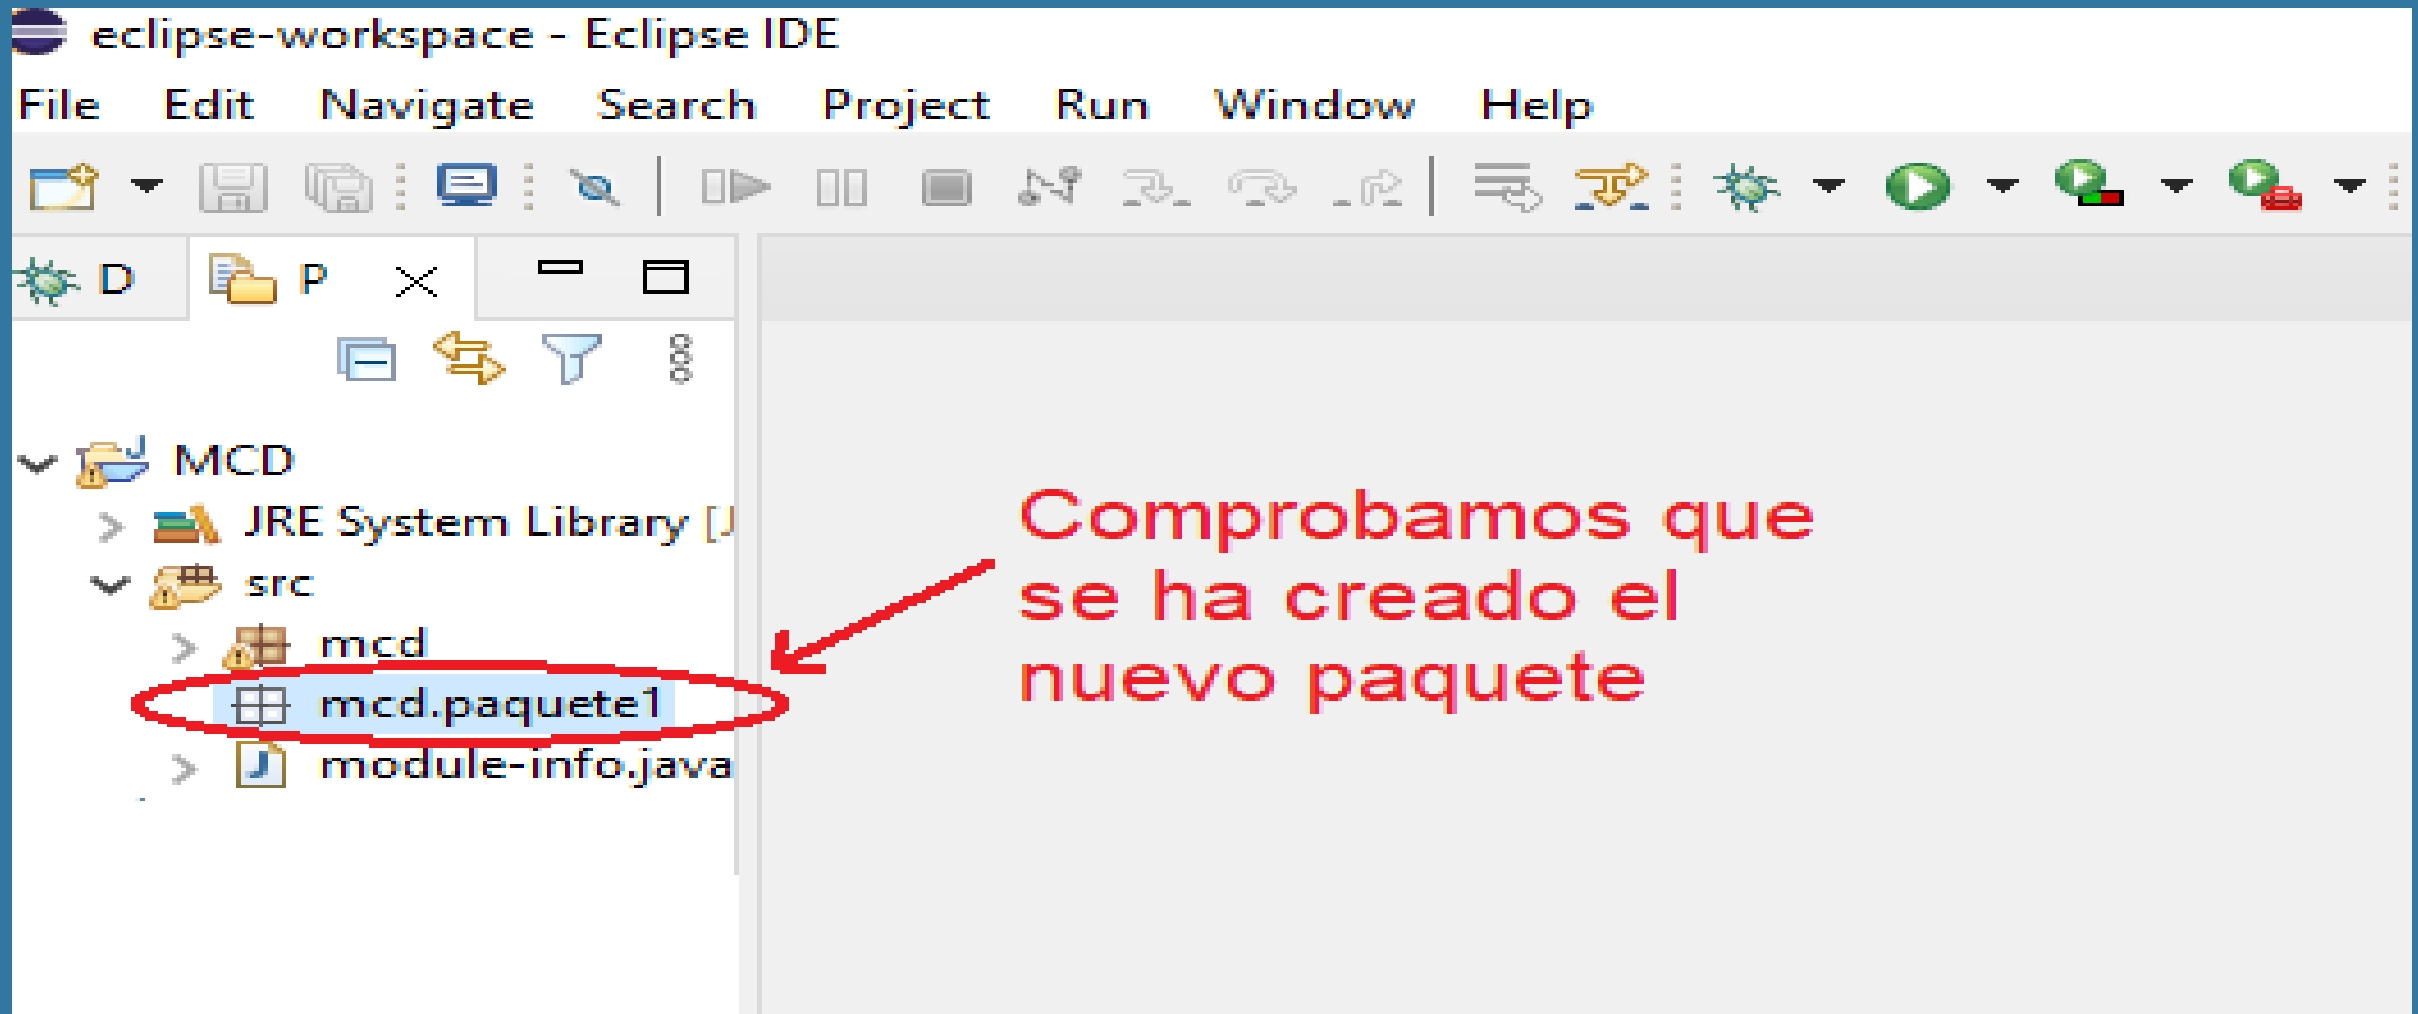 eclipse-workspace - Eclipse IDE
File Edit Navigate Search Project Run Window Help
D P
MCD
JRE System Library [J
src
mcd
mcd.paquete1
module-info.java
Comprobamos que
se ha creado el
nuevo paquete